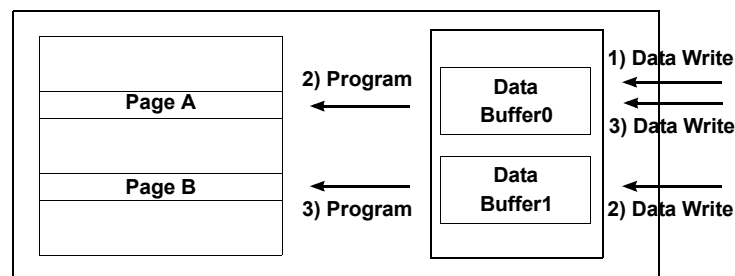 1) Data Write
2) Program
Data
Buffer0
Page A
3) Data Write
Data
Buffer1
Page B
3) Program
2) Data Write